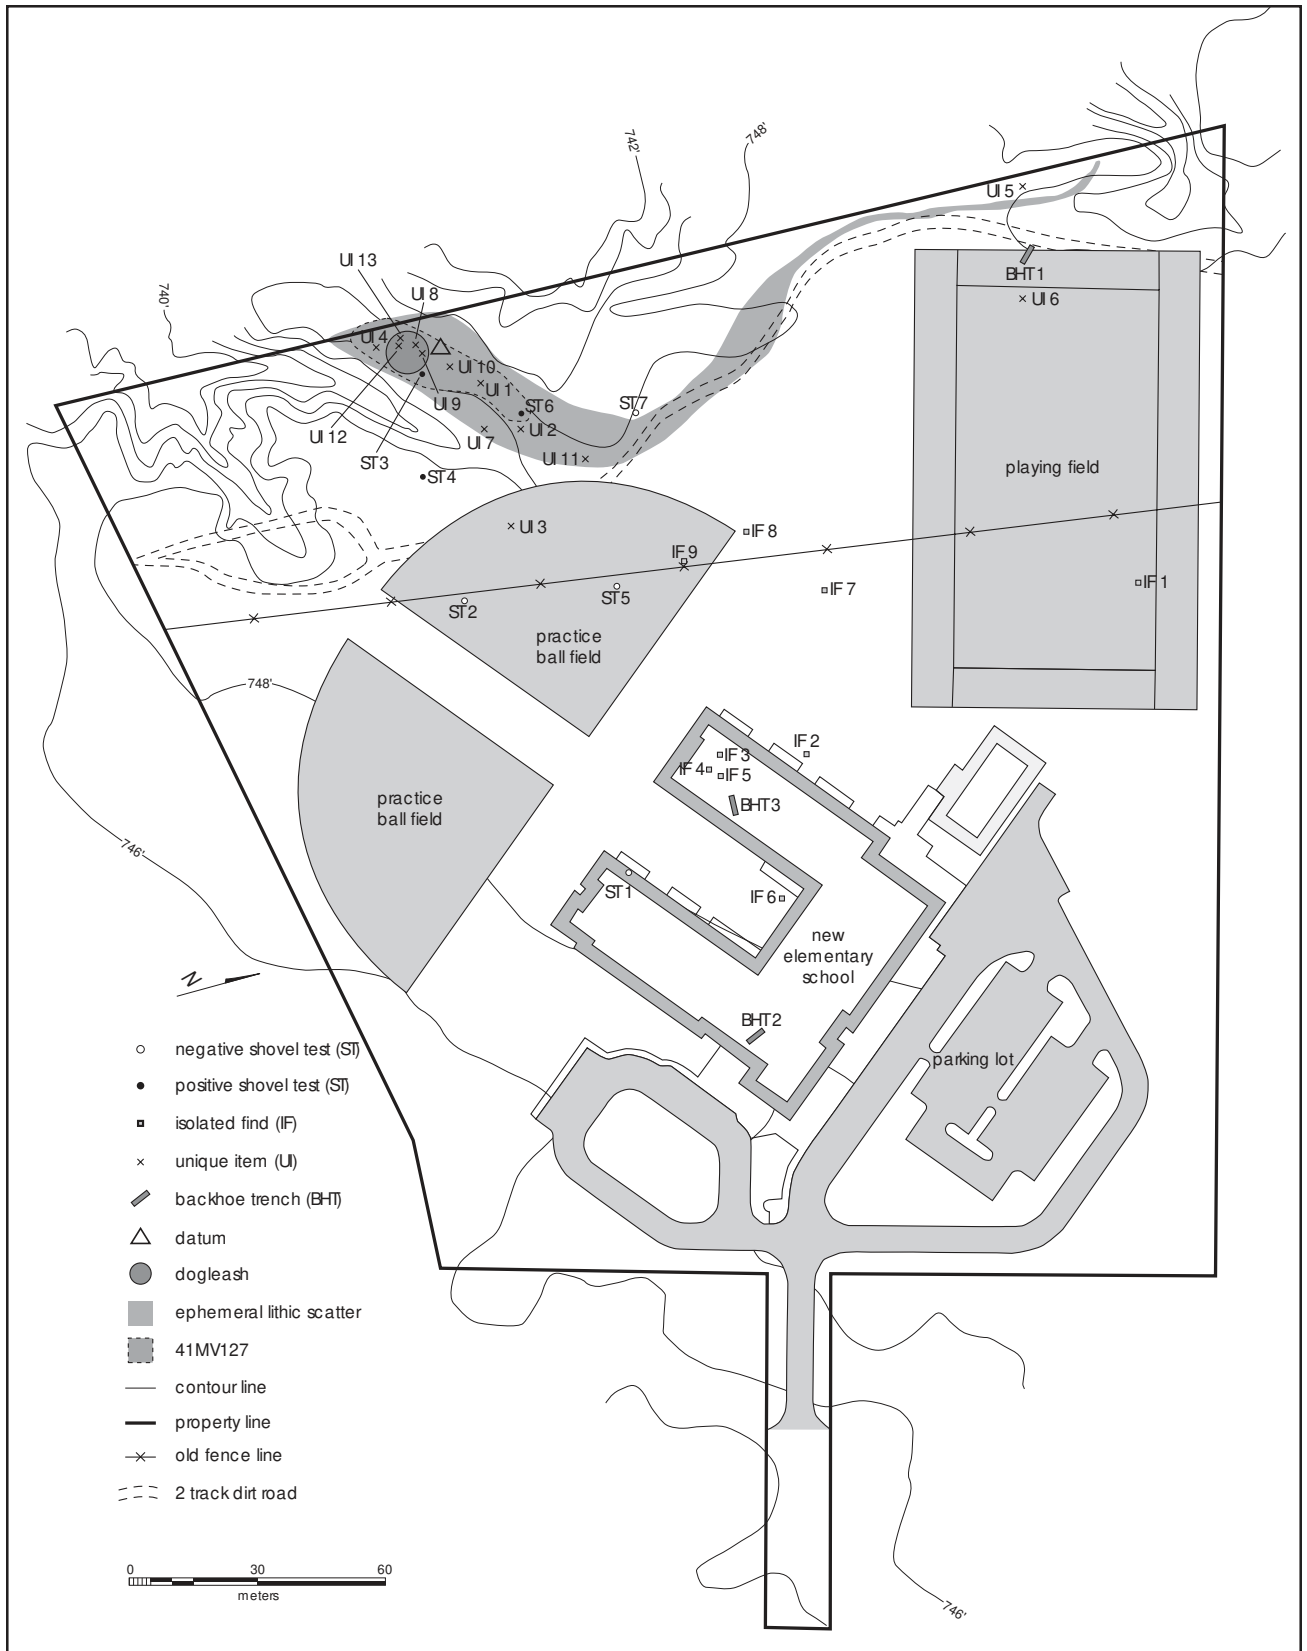 748'
742'
UI 5
UI 13
740'
UI 8
BHT1
UI 6
UI 4
UI 10
UI 1
UI 9
ST6
ST7
UI 12
UI 7
UI 2
ST3
UI 11
ST4
playing field
UI 3
IF 8
IF 9
IF 7
IF 1
ST2
ST5
practice
ball field
748'
IF 2
IF 3
IF 4
IF 5
practice
ball field
BHT3
746'
ST1
IF 6
new
elementary
school
N
BHT2
parking lot
negative shovel test (ST)
positive shovel test (ST)
isolated find (IF)
unique item (UI)
backhoe trench (BHT)
datum
dogleash
ephemeral lithic scatter
41MV127
contour line
property line
old fence line
2 track dirt road
0 30 60
meters
746'